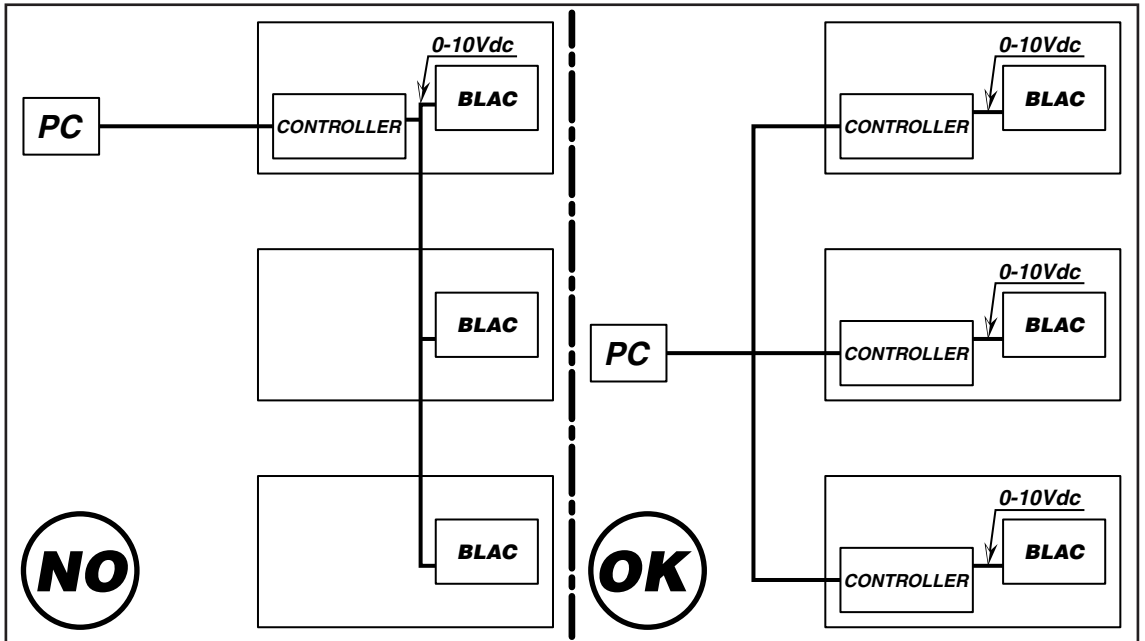 0-10Vdc
BLAC
PC
CONTROLLER
BLAC
BLAC
NO
0-10Vdc
BLAC
CONTROLLER
0-10Vdc
BLAC
PC
CONTROLLER
0-10Vdc
BLAC
CONTROLLER
OK